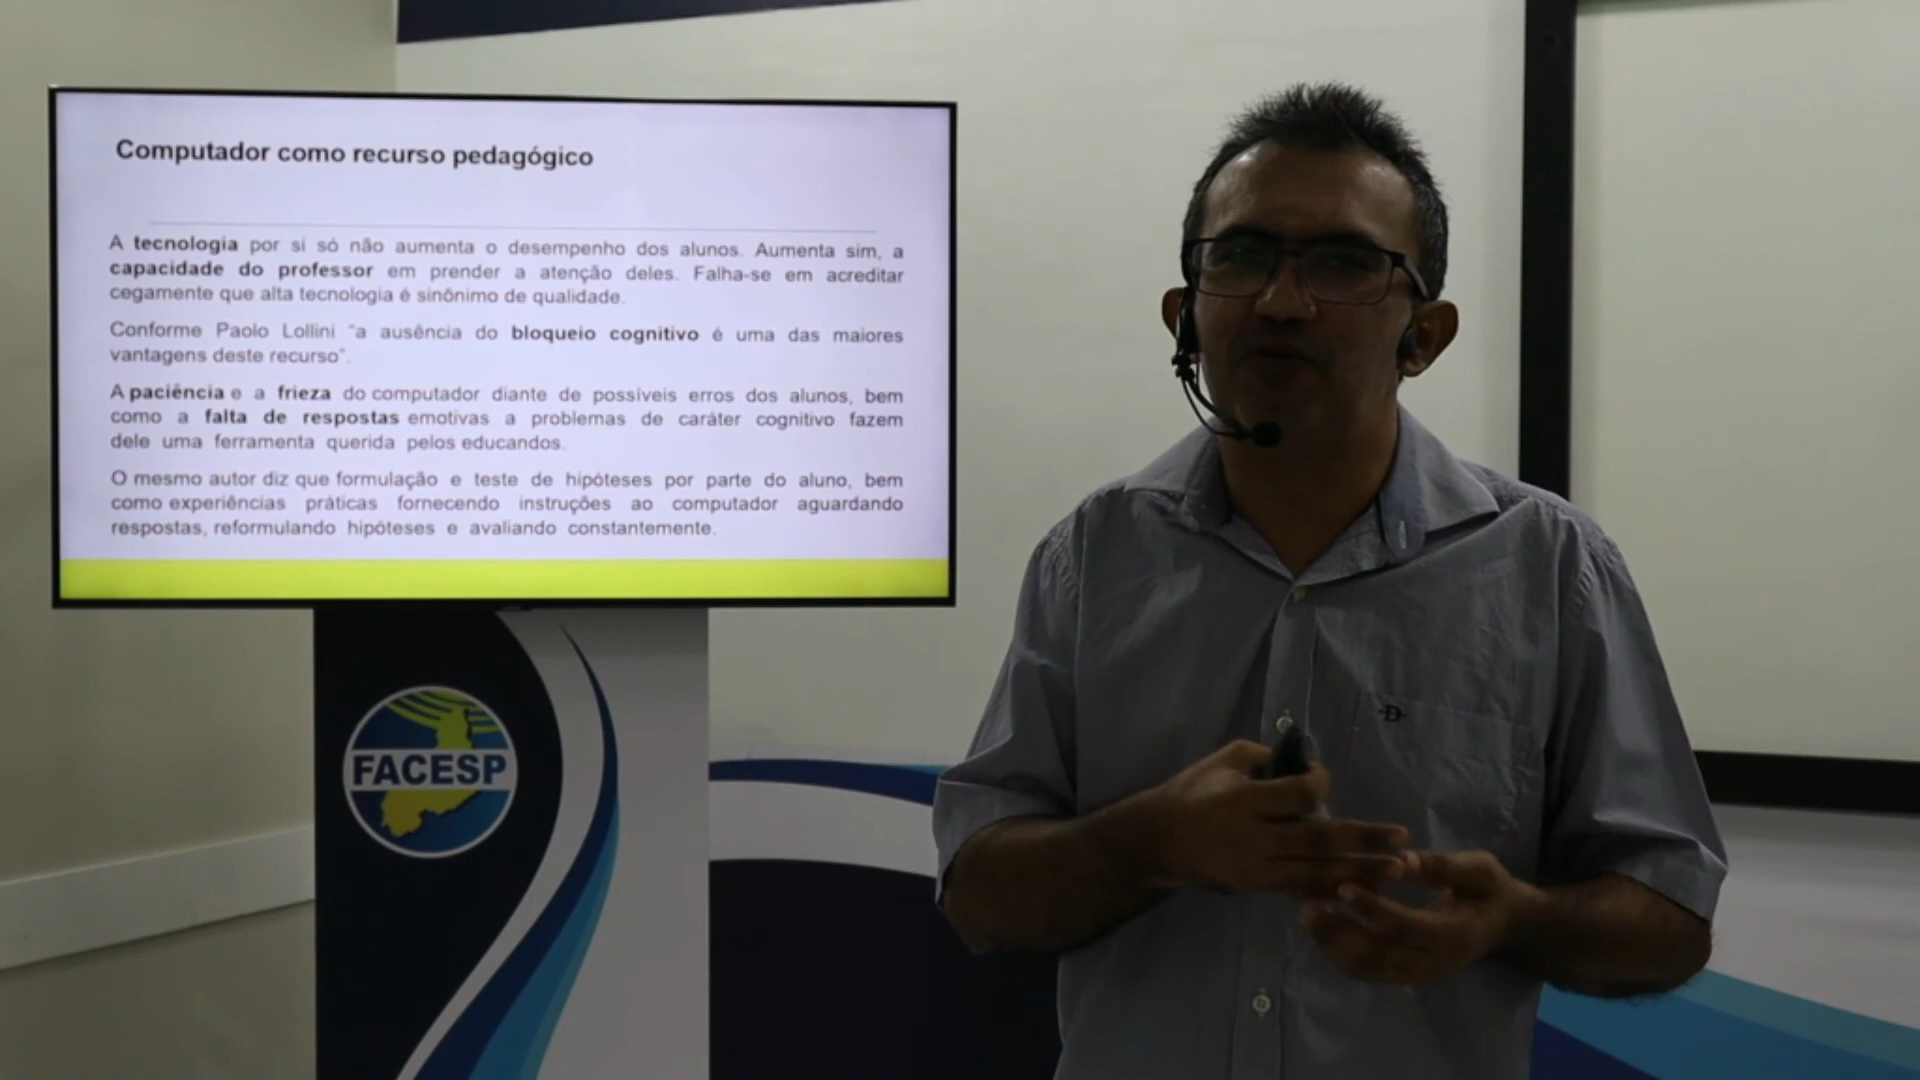 Computador como recurso pedagógico
A tecnologia por si só não aumenta o desempenho dos alunos. Aumenta sim, a
capacidade do professor em prender a atenção deles. Falha-se em acreditar
cegamente que alta tecnologia é sinônimo de qualidade.
Conforme Paolo Lollini "a ausência do bloqueio cognitivo é uma das maiores
vantagens deste recurso".
A paciência e a frieza do computador diante de possíveis erros dos alunos, bem
como a falta de respostas emotivas a problemas de caráter cognitivo fazem
dele uma ferramenta querida pelos educandos.
O mesmo autor diz que formulação e teste de hipóteses por parte do aluno, bem
como experiências práticas fornecendo instruções ao computador aguardando
respostas, reformulando hipóteses e avaliando constantemente.
FACESP
D